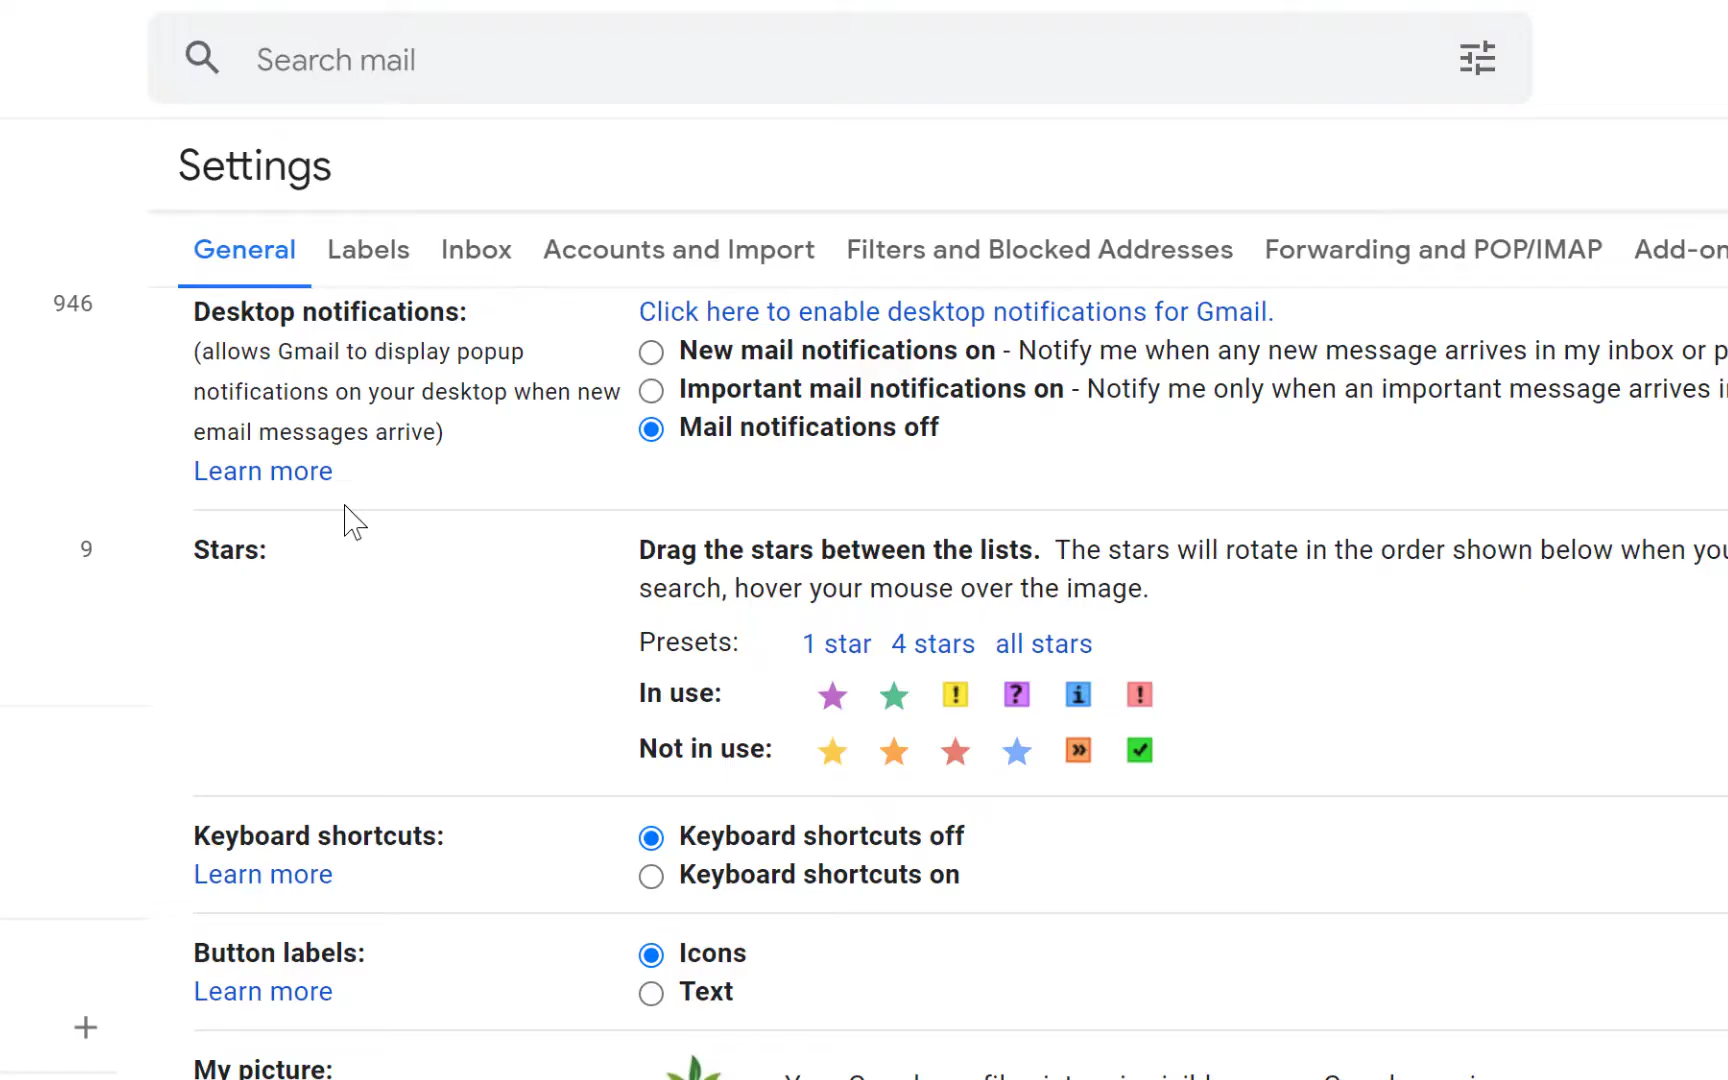 Search mail
Settings
General Labels Inbox Accounts and Import Filters and Blocked Addresses Forwarding and POP/IMAP
946
Desktop notifications: Click here to enable desktop notifications for Gmail.
(allows Gmail to display popup New mail notifications on - Notify me when any new message arrives in my inbox or
notifications on your desktop when new Important mail notifications on - Notify me only when an important message arrives
email messages arrive) Mail notifications off
Learn more
9
Stars: Drag the stars between the lists. The stars will rotate in the order shown below when
search, hover your mouse over the image.
Presets: 1 star 4 stars all stars
In use: ! ? i !
Not in use: »
Keyboard shortcuts: Keyboard shortcuts off
Learn more Keyboard shortcuts on
Button labels: Icons
Learn more Text
My picture: